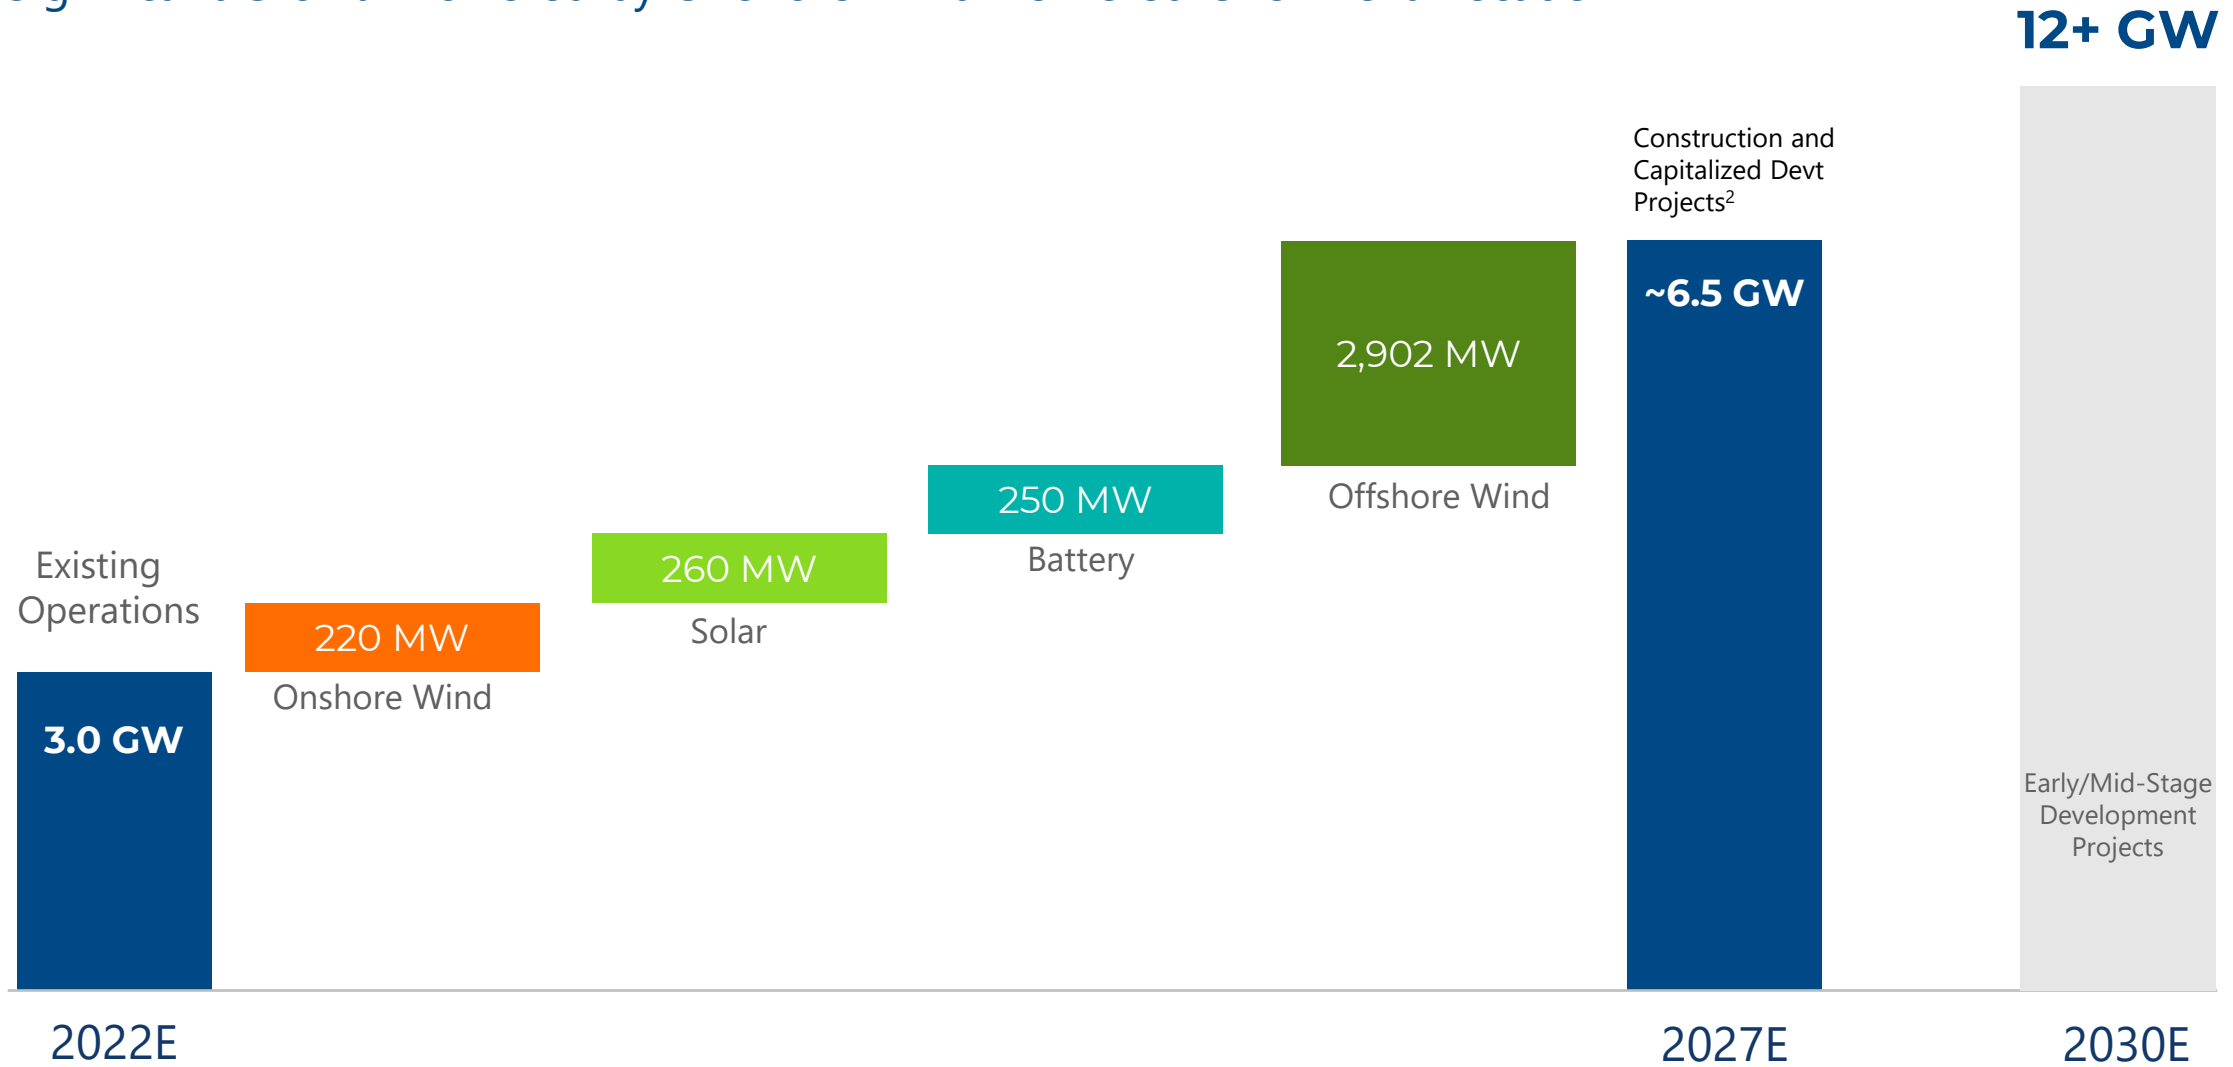 12+ GW
Construction and
Capitalized Devt
Projects2
~6.5 GW
2,902 MW
Offshore Wind
250 MW
Battery
260 MW
Solar
Existing
Operations
220 MW
Onshore Wind
3.0 GW
Early/Mid-Stage
Development
Projects
2022E
2027E
2030E